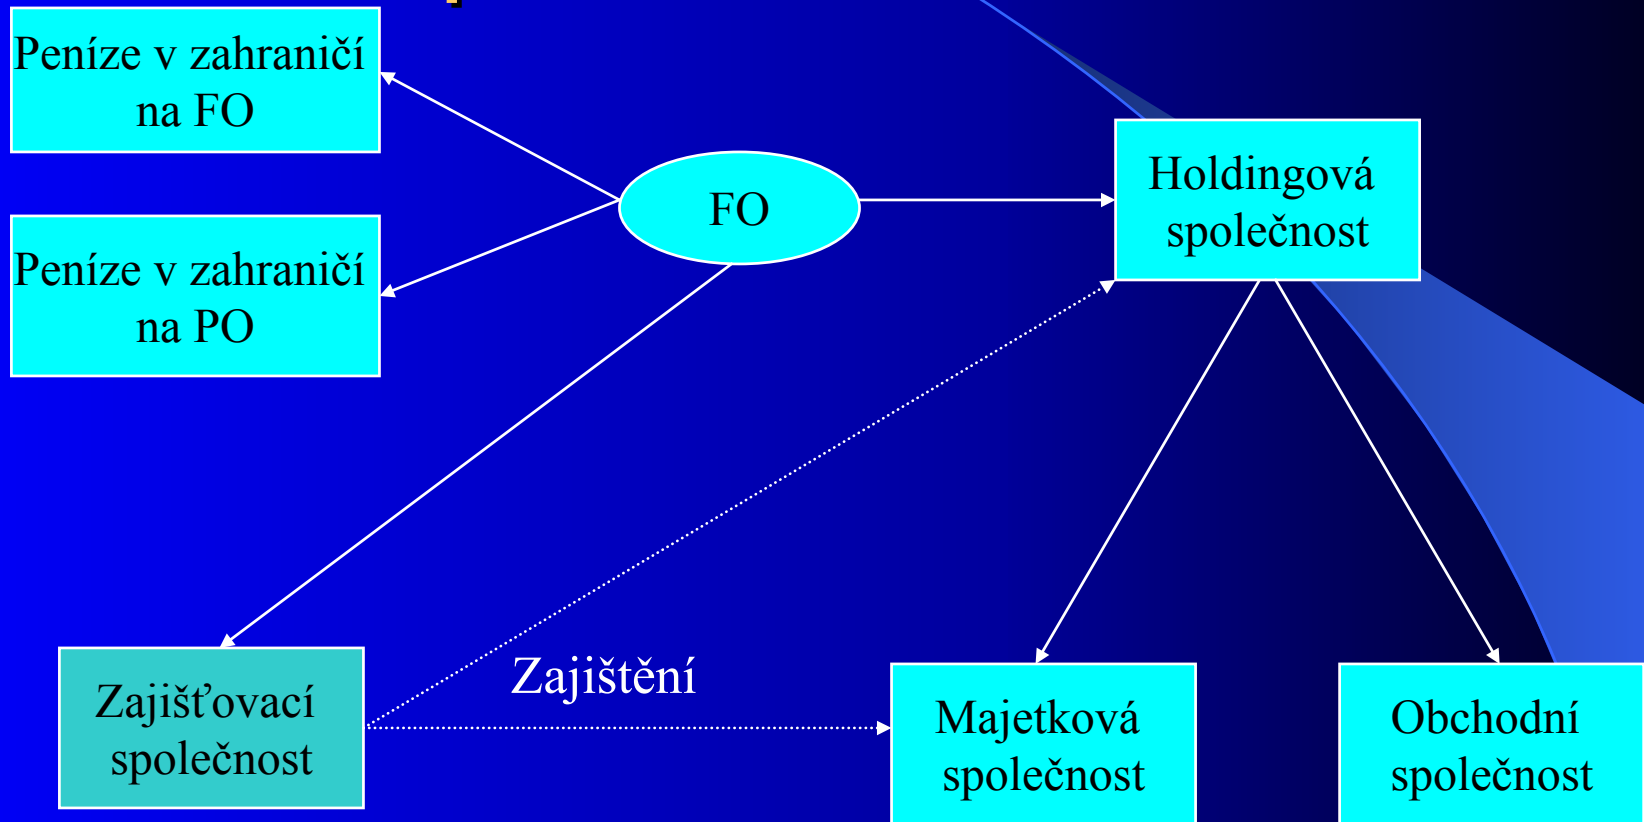 Peníze v zahraničí
na FO
FO
Holdingová
společnost
Peníze v zahraničí
na PO
Zajištění
Zajišťovací
společnost
Majetková
společnost
Obchodní
společnost